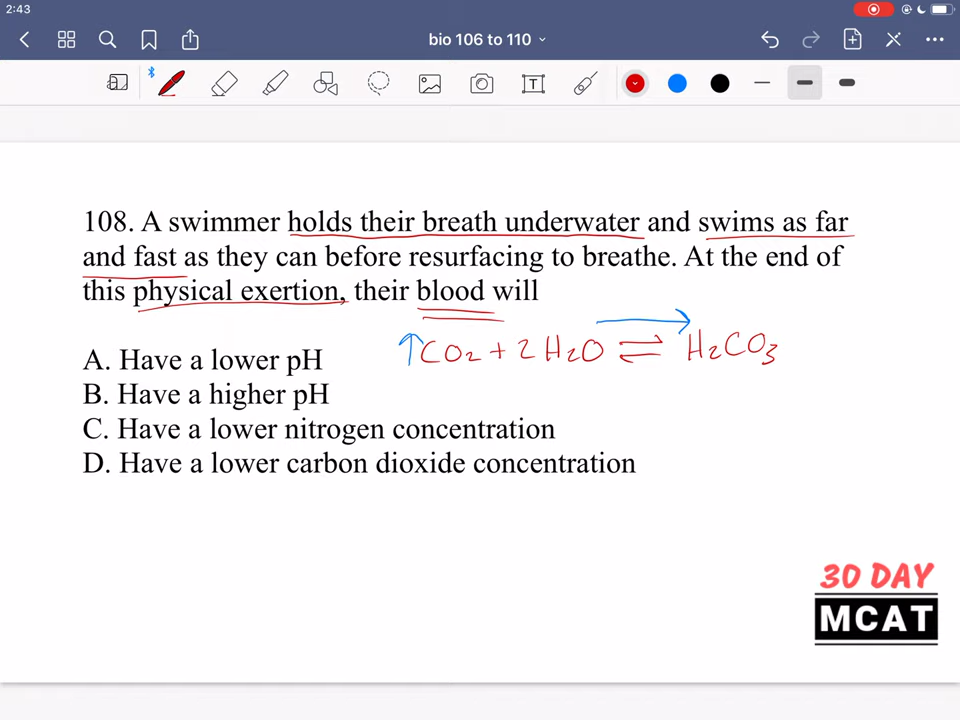 2:43
bio 106 to 110
T
108. A swimmer holds their breath underwater and swims as far
and fast as they can before resurfacing to breathe. At the end of
this physical exertion, their blood will
↑CO₂ + 2H₂O ⇌ H₂CO₃
A. Have a lower pH
B. Have a higher pH
C. Have a lower nitrogen concentration
D. Have a lower carbon dioxide concentration
30 DAY
MCAT